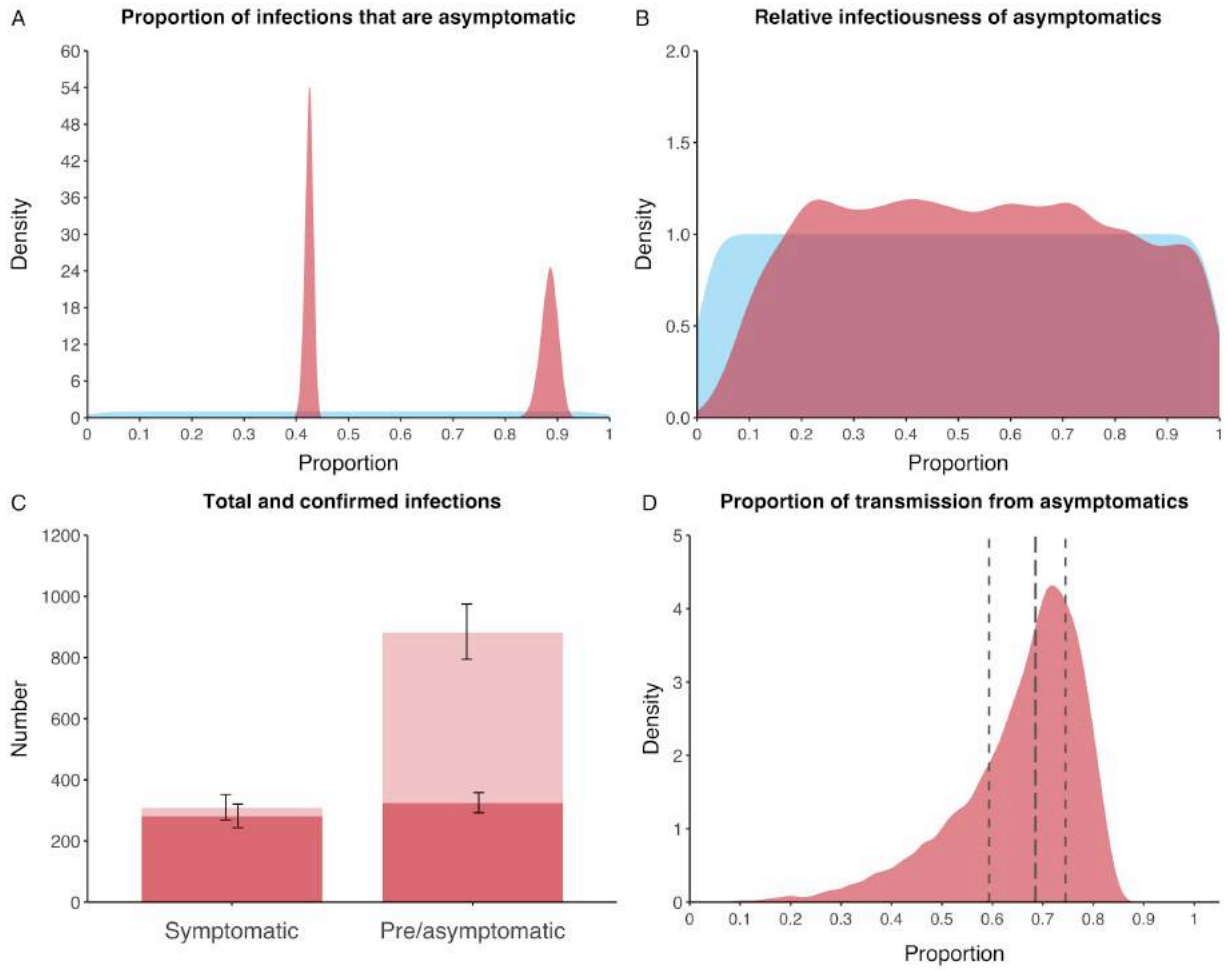 A
Proportion of infections that are asymptomatic
60
54
48
42
36
30
24
18
12
6
0
Density
0 0.1 0.2 0.3 0.4 0.5 0.6 0.7 0.8 0.9 1
Proportion
B
Relative infectiousness of asymptomatics
2.0
1.5
1.0
0.5
0.0
Density
0 0.1 0.2 0.3 0.4 0.5 0.6 0.7 0.8 0.9 1
Proportion
C
Total and confirmed infections
1200
1000
800
600
400
200
0
Number
Symptomatic Pre/asymptomatic
D
Proportion of transmission from asymptomatics
5
4
3
2
1
0
Density
0 0.1 0.2 0.3 0.4 0.5 0.6 0.7 0.8 0.9 1
Proportion